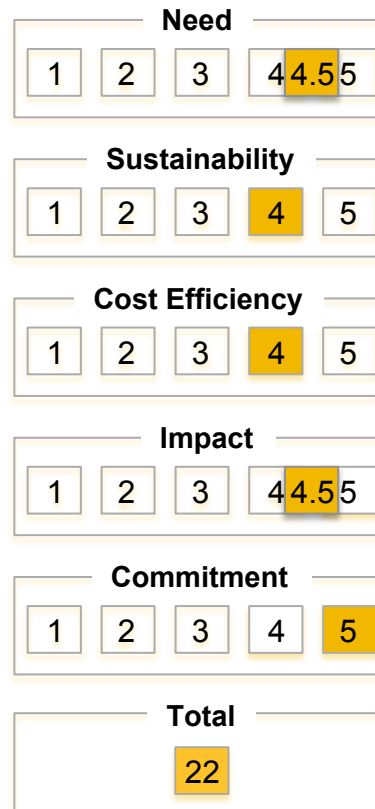 Need
1 2 3 4 4.5 5
Sustainability
1 2 3 4 5
Cost Efficiency
1 2 3 4 5
Impact
1 2 3 4 4.5 5
Commitment
1 2 3 4 5
Total
22